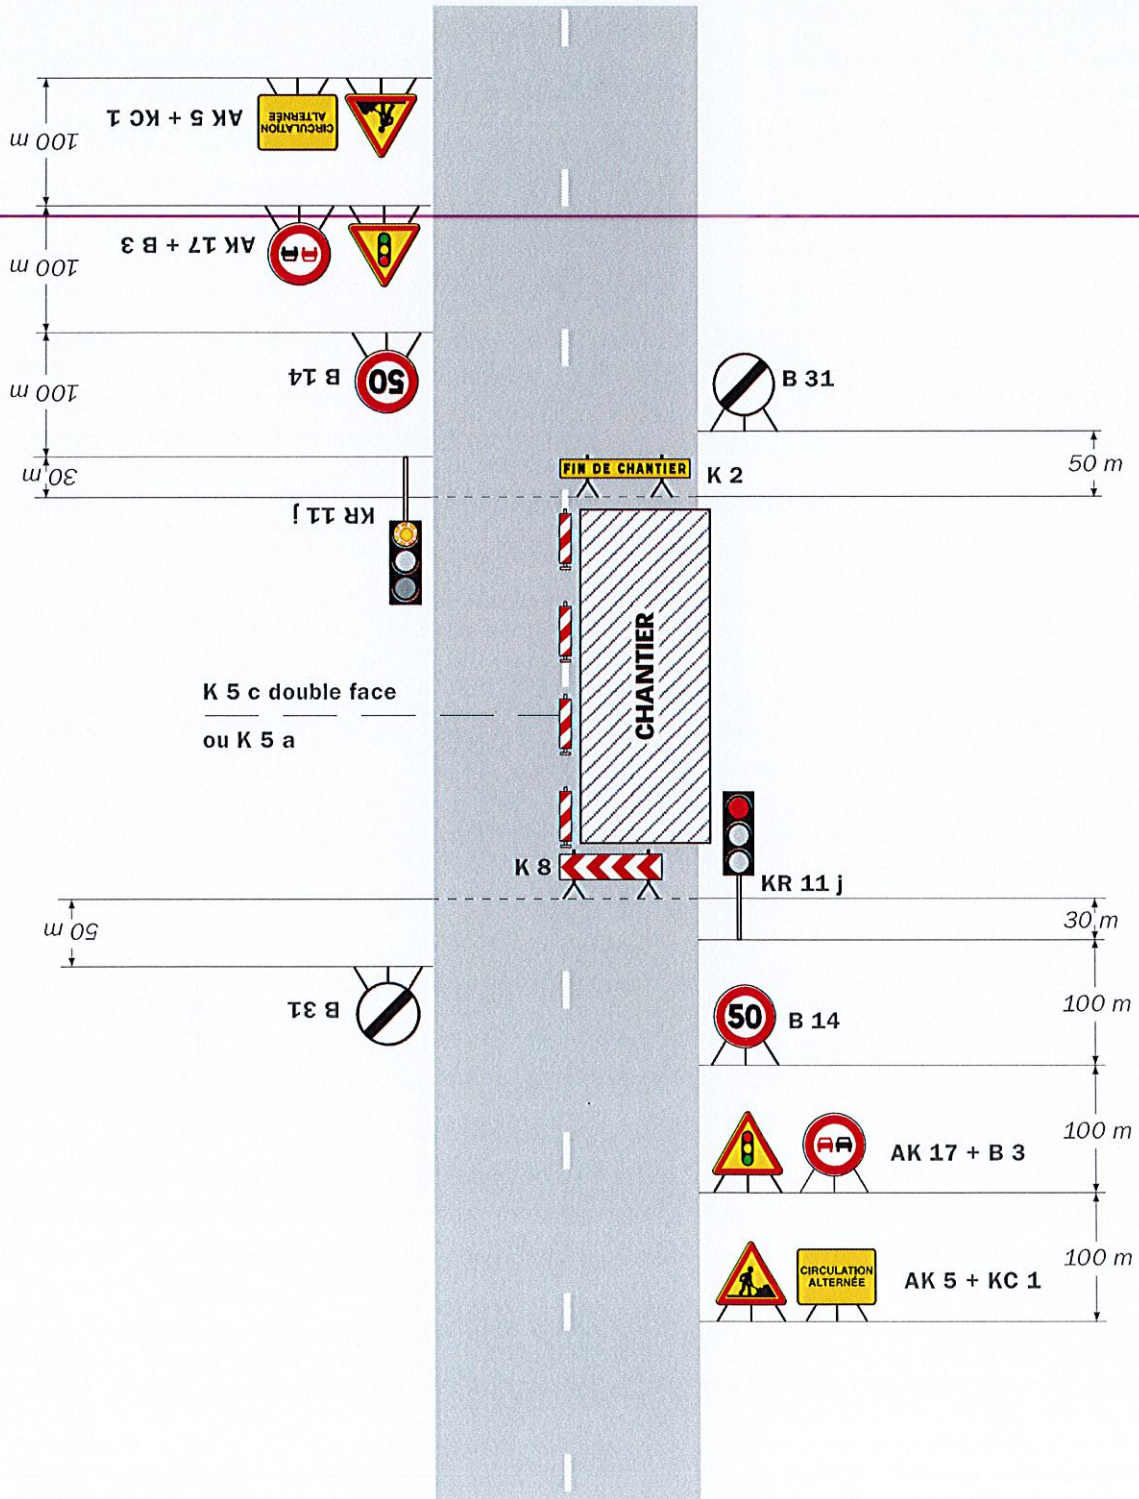 100 m
AK 5 + KC 1
CIRCULATION
ALTERNÉE
100 m
AK 17 + B 3
100 m
B 14
50
30 m
KR 11 j
B 31
50 m
FIN DE CHANTIER
K 2
CHANTIER
K 5 c double face
ou K 5 a
K 8
KR 11 j
50 m
30 m
B 31
50
B 14
100 m
AK 17 + B 3
100 m
CIRCULATION
ALTERNÉE
AK 5 + KC 1
100 m